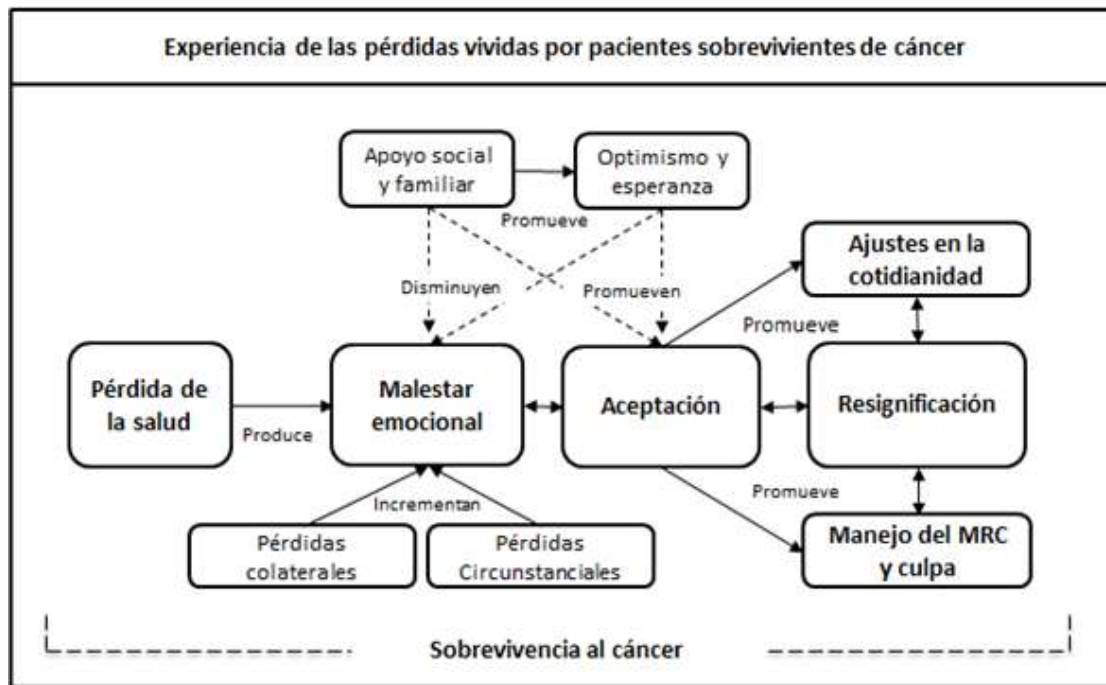 Experiencia de las pérdidas vividas por pacientes sobrevivientes de cáncer
Apoyo social
y familiar
Optimismo y
esperanza
Promueve
Disminuyen
Promueven
Ajustes en la
cotidianidad
Promueve
Pérdida de
la salud
Produce
Malestar
emocional
Aceptación
Resignificación
Incrementan
Promueve
Pérdidas
colaterales
Pérdidas
Circunstanciales
Manejo del MRC
y culpa
Sobrevivencia al cáncer